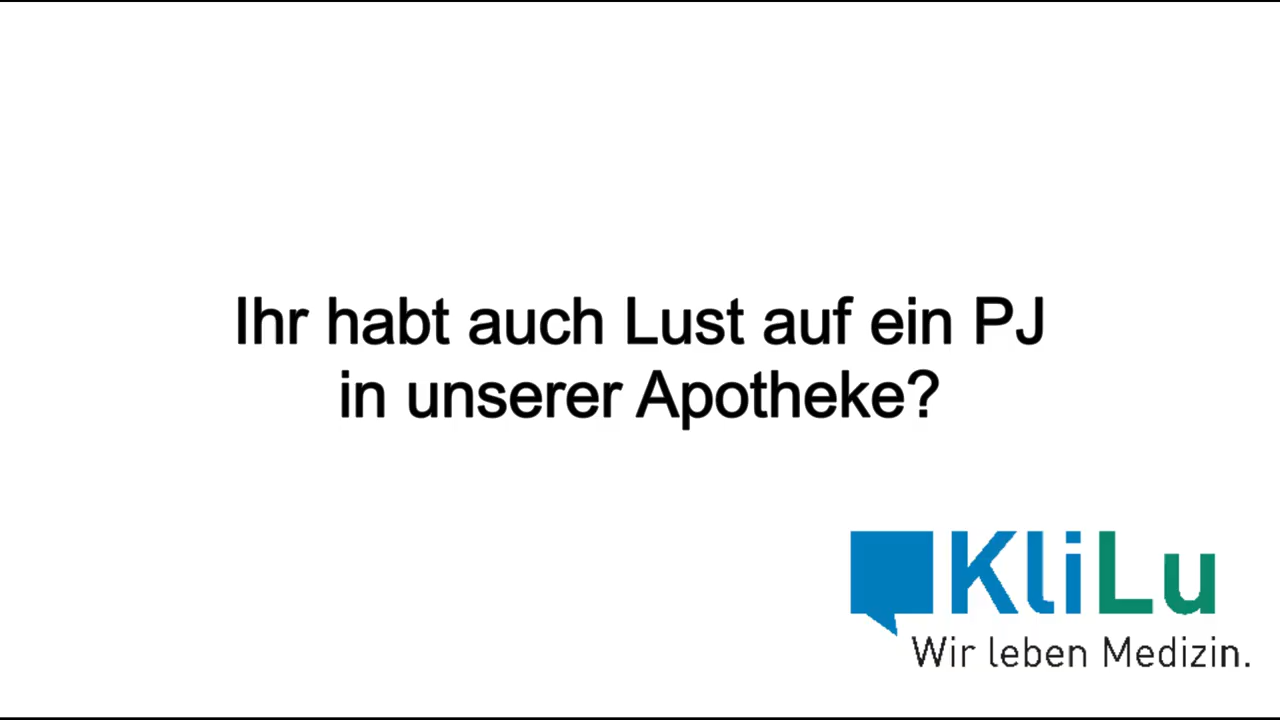 Ihr habt auch Lust auf ein PJ
in unserer Apotheke?
KliLu
Wir leben Medizin.